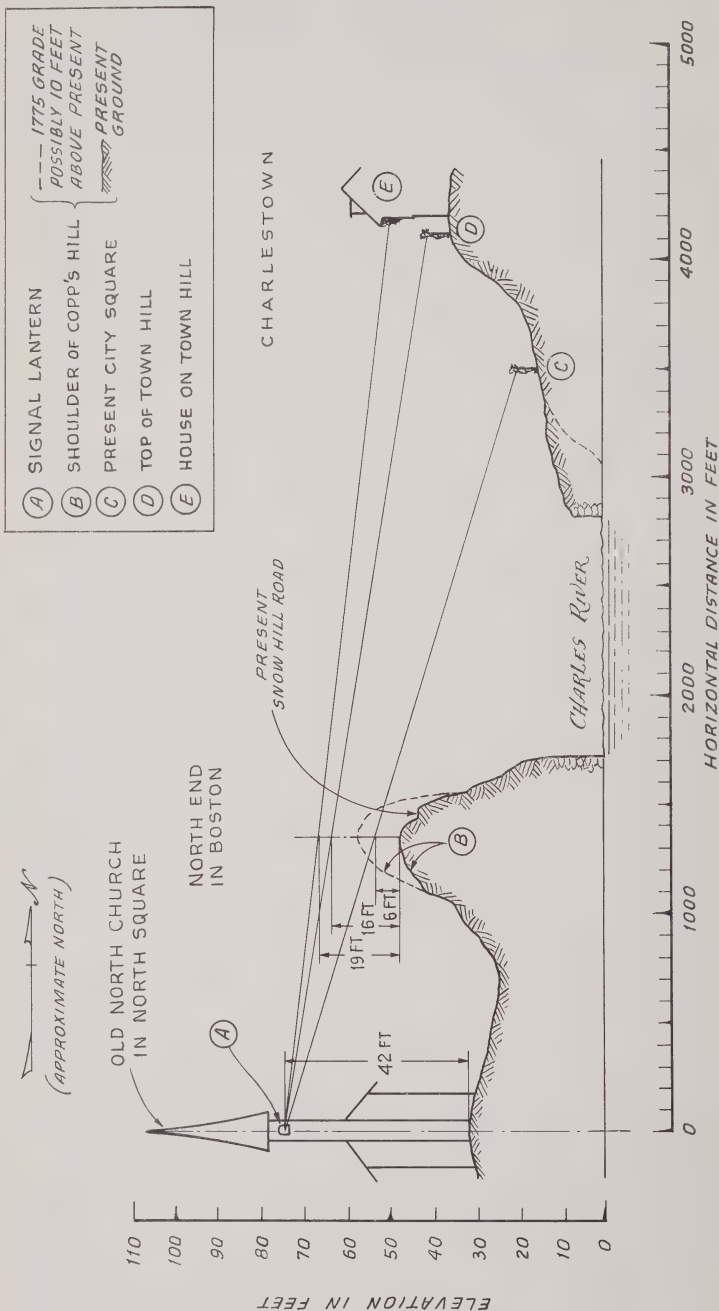 (A) SIGNAL LANTERN
(B) SHOULDER OF COPP'S HILL
(C) PRESENT CITY SQUARE
(D) TOP OF TOWN HILL
(E) HOUSE ON TOWN HILL
--- 1775 GRADE
POSSIBLY 10 FEET
ABOVE PRESENT
PRESENT
GROUND
N
(APPROXIMATE NORTH)
OLD NORTH CHURCH
IN NORTH SQUARE
NORTH END
IN BOSTON
PRESENT
SNOW HILL ROAD
CHARLESTOWN
A
B
C
D
E
42 FT
19 FT
16 FT
6 FT
CHARLES RIVER
110
100
90
80
70
60
50
40
30
20
10
0
ELEVATION IN FEET
0
1000
2000
3000
4000
5000
HORIZONTAL DISTANCE IN FEET